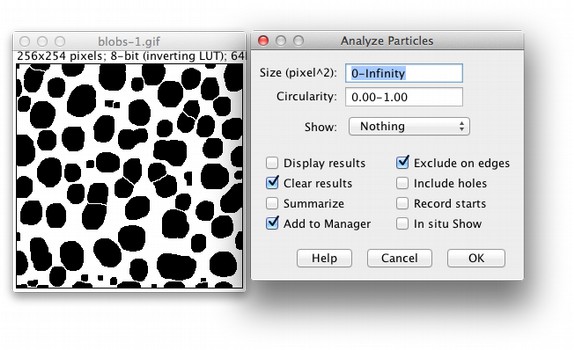 blobs-1.gif
256x254 pixels; 8-bit (inverting LUT); 64
Analyze Particles
Size (pixel^2): 0-Infinity
Circularity: 0.00-1.00
Show: Nothing
Display results
Exclude on edges
Clear results
Include holes
Summarize
Record starts
Add to Manager
In situ Show
Help
Cancel
OK